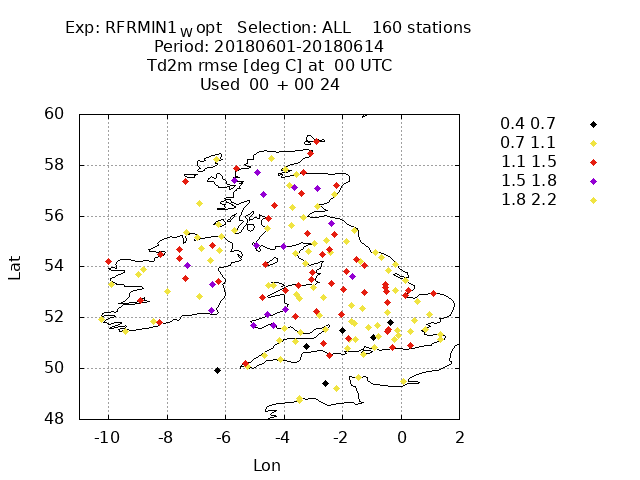 Exp: RFRMIN1_W opt   Selection: ALL    160 stations
Period: 20180601-20180614
Td2m rmse [deg C] at  00 UTC
Used  00 + 00 24
0.4 0.7
0.7 1.1
1.1 1.5
1.5 1.8
1.8 2.2
60
58
56
54
52
50
48
Lat
-10 -8 -6 -4 -2 0 2
Lon